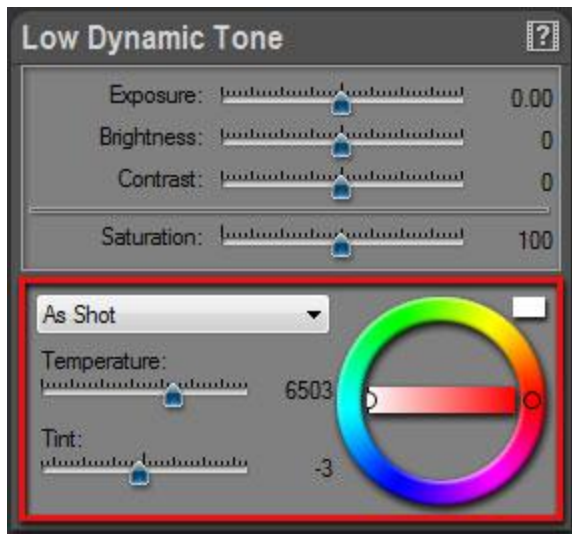 Low Dynamic Tone ?
Exposure: 0.00
Brightness: 0
Contrast: 0
Saturation: 100
As Shot
Temperature:
6503
Tint:
-3